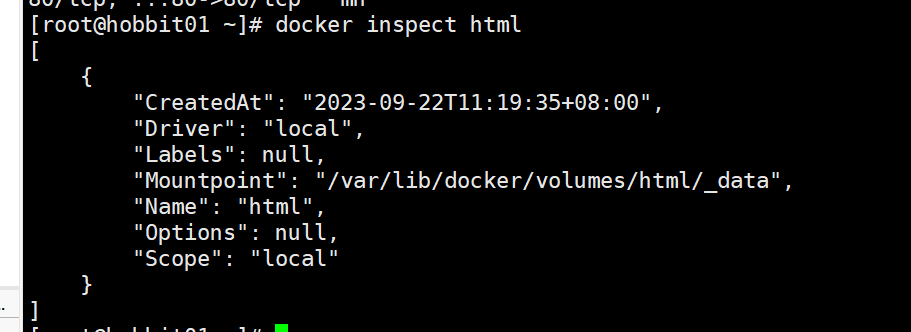 80/tcp, :::80->80/tcp   mn
[root@hobbit01 ~]# docker inspect html
[
    {
        "CreatedAt": "2023-09-22T11:19:35+08:00",
        "Driver": "local",
        "Labels": null,
        "Mountpoint": "/var/lib/docker/volumes/html/_data",
        "Name": "html",
        "Options": null,
        "Scope": "local"
    }
]
[root@hobbit01 ~]#